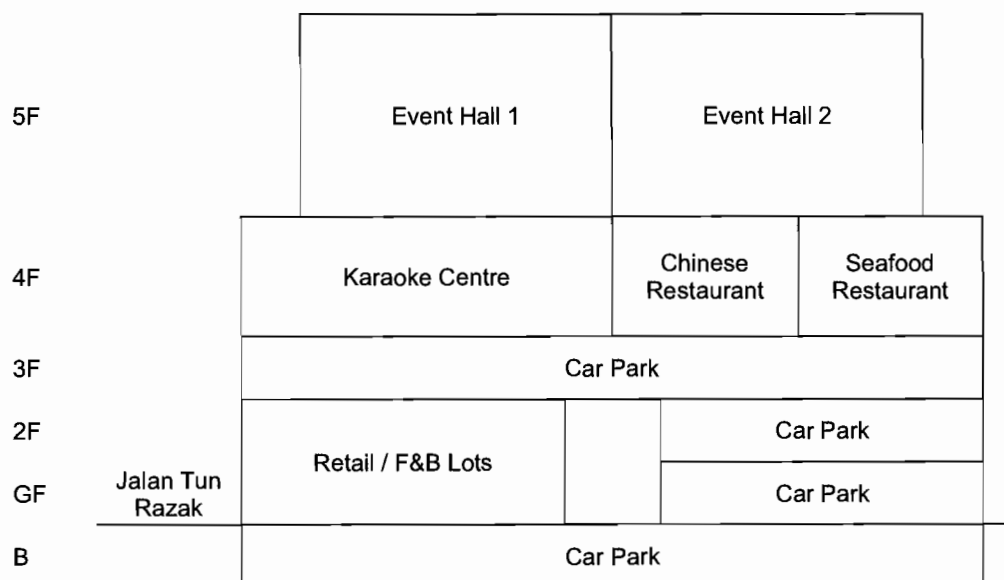 5F
Event Hall 1
Event Hall 2
4F
Karaoke Centre
Chinese
Restaurant
Seafood
Restaurant
3F
Car Park
2F
Car Park
Retail / F&B Lots
GF
Jalan Tun
Razak
Car Park
B
Car Park